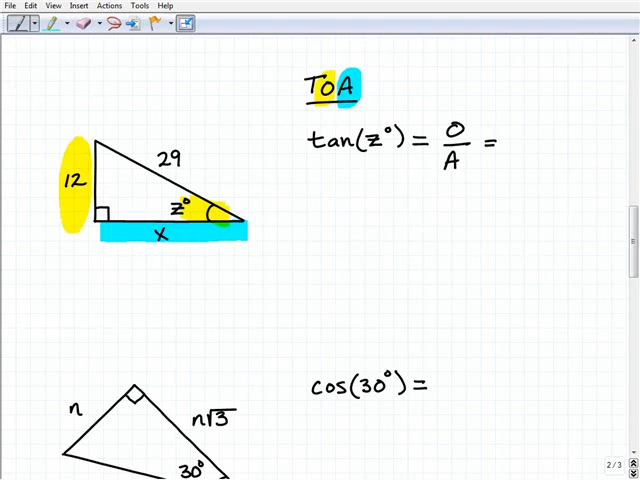 File Edit View Insert Actions Tools Help
TOA
tan(z°) = O/A =
29
12
z°
x
cos(30°) =
n
n√3
30°
2 / 3